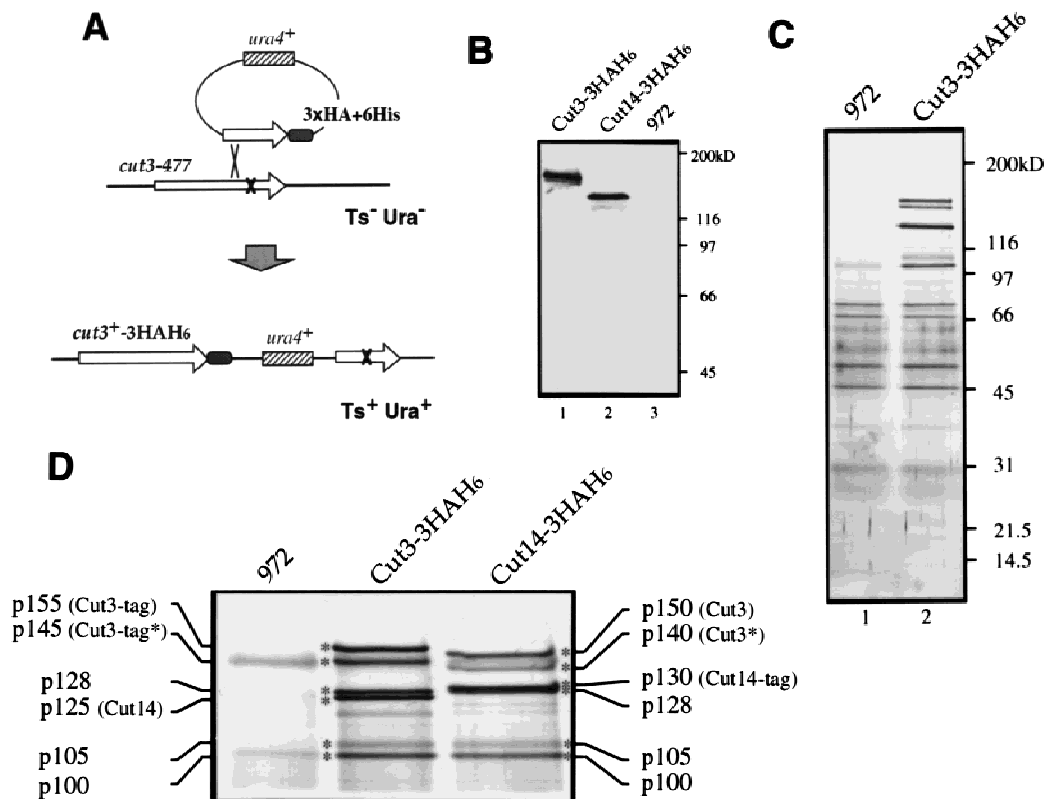 A
ura4+
3xHA+6His
cut3-477
Ts- Ura-
cut3+-3HAH6
ura4+
Ts+ Ura+
B
Cut3-3HAH6
Cut14-3HAH6
972
200kD
116
97
66
45
1 2 3
C
972
Cut3-3HAH6
200kD
116
97
66
45
31
21.5
14.5
1 2
D
972
Cut3-3HAH6
Cut14-3HAH6
p155 (Cut3-tag)
p145 (Cut3-tag*)
p128
p125 (Cut14)
p105
p100
p150 (Cut3)
p140 (Cut3*)
p130 (Cut14-tag)
p128
p105
p100